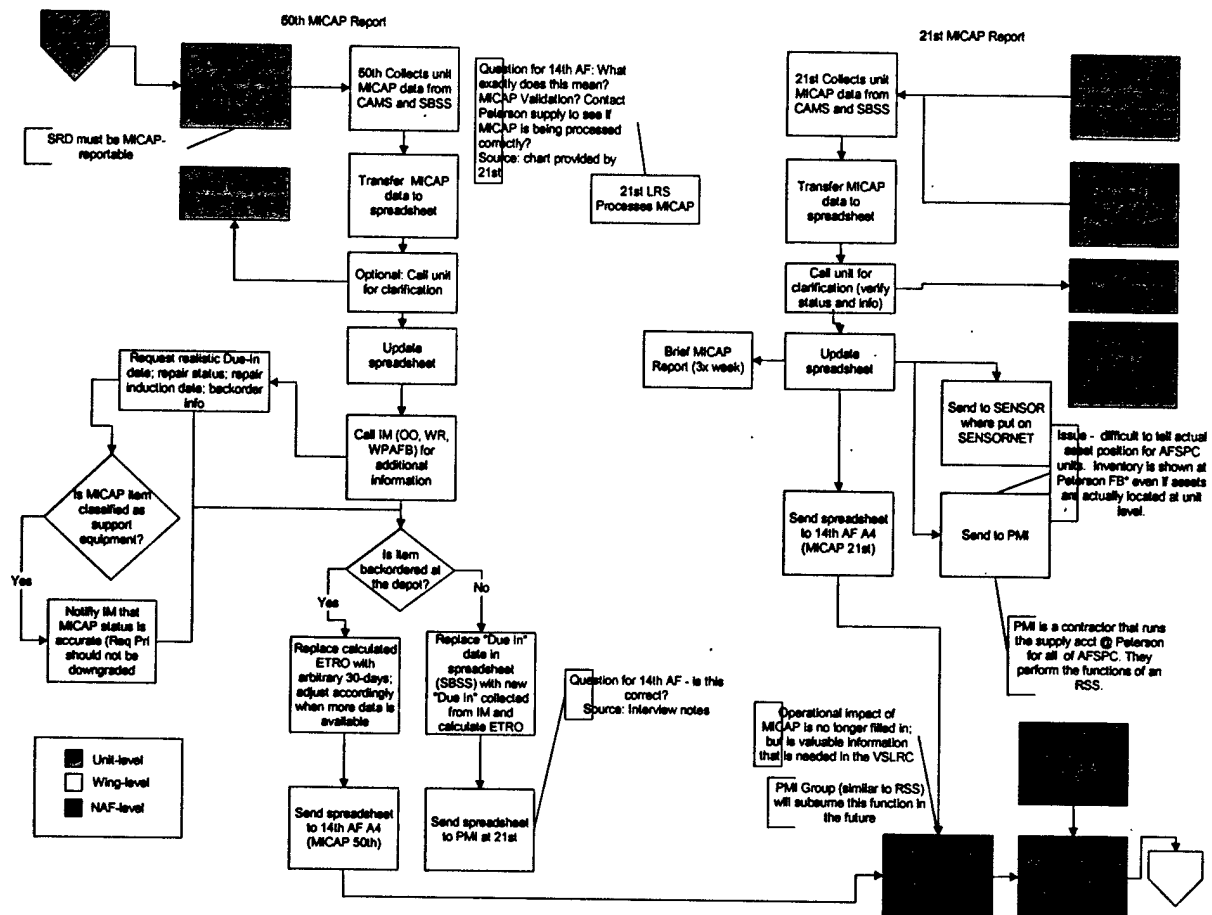 50th MICAP Report
21st MICAP Report
50th Collects unit
MICAP data from
CAMS and SBSS
Question for 14th AF: What
exactly does this mean?
MICAP Validation? Contact
Peterson supply to see if
MICAP is being processed
correctly?
Source: chart provided by
21st
SRD must be MICAP-
reportable
Transfer MICAP
data to
spreadsheet
21st LRS
Processes MICAP
Optional: Call unit
for clarification
Update
spreadsheet
Request realistic Due-In
date; repair status; repair
induction date; backorder
info
Call IM (OO, WR,
WPAFB) for
additional
information
Is MICAP item
classified as
support
equipment?
Yes
Notifiy IM that
MICAP status is
accurate (Req Pri
should not be
downgraded
Is item
backordered at
the depot?
Yes
No
Replace calculated
ETRO with
arbitrary 30-days;
adjust accordingly
when more data is
available
Replace "Due In"
date in
spreadsheet
(SBSS) with new
"Due In" collected
from IM and
calculate ETRO
Question for 14th AF - is this
correct?
Source: Interview notes
Send spreadsheet
to 14th AF A4
(MICAP 50th)
Send spreadsheet
to PMI at 21st
Unit-level
Wing-level
NAF-level
21st Collects unit
MICAP data from
CAMS and SBSS
Transfer MICAP
data to
spreadsheet
Call unit for
clarification (verify
status and info)
Brief MICAP
Report (3x week)
Update
spreadsheet
Send to SENSOR
where put on
SENSORNET
Issue - difficult to tell actual
asset position for AFSPC
units. Inventory is shown at
Peterson FB* even if assets
are actually located at unit
level.
Send spreadsheet
to 14th AF A4
(MICAP 21st)
Send to PMI
PMI is a contractor that runs
the supply acct @ Peterson
for all of AFSPC. They
perform the functions of an
RSS.
Operational impact of
MICAP is no longer filled in;
but is valuable information
that is needed in the VSLRC
PMI Group (similar to RSS)
will subsume this function in
the future